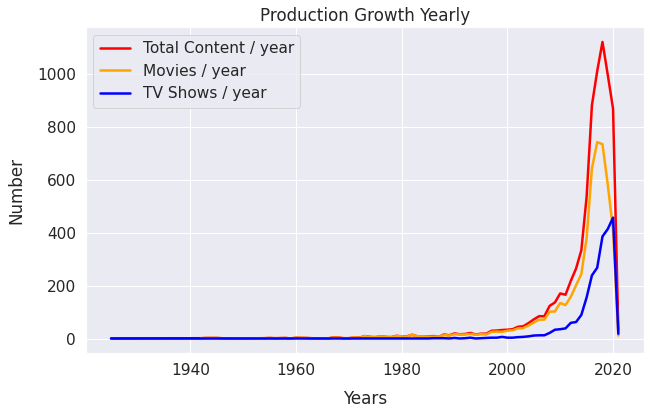 Production Growth Yearly
Total Content / year
Movies / year
TV Shows / year
Number
1000
800
600
400
200
0
1940
1960
1980
2000
2020
Years